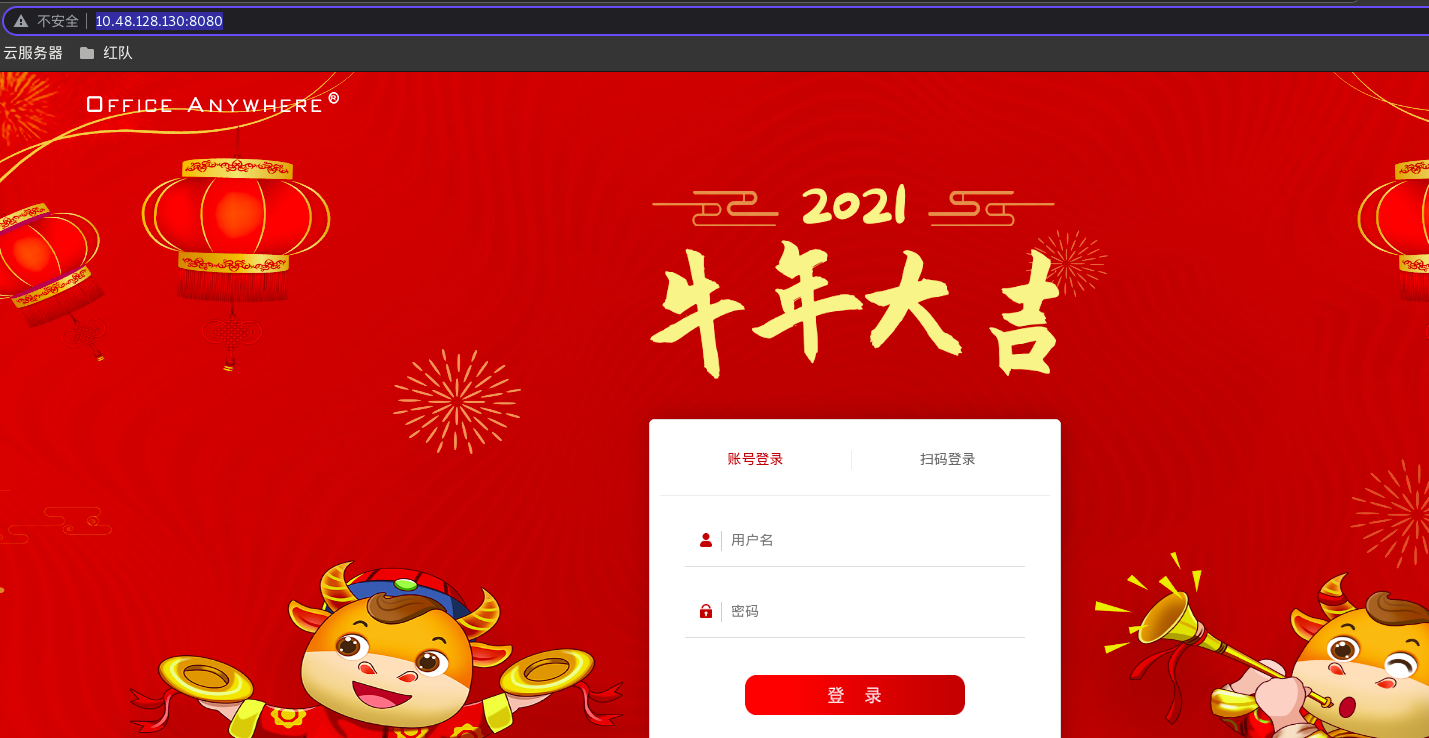 不安全 10.48.128.130:8080
云服务器 红队
OFFICE ANYWHERE®
2021
牛年大吉
账号登录 扫码登录
用户名
密码
登 录